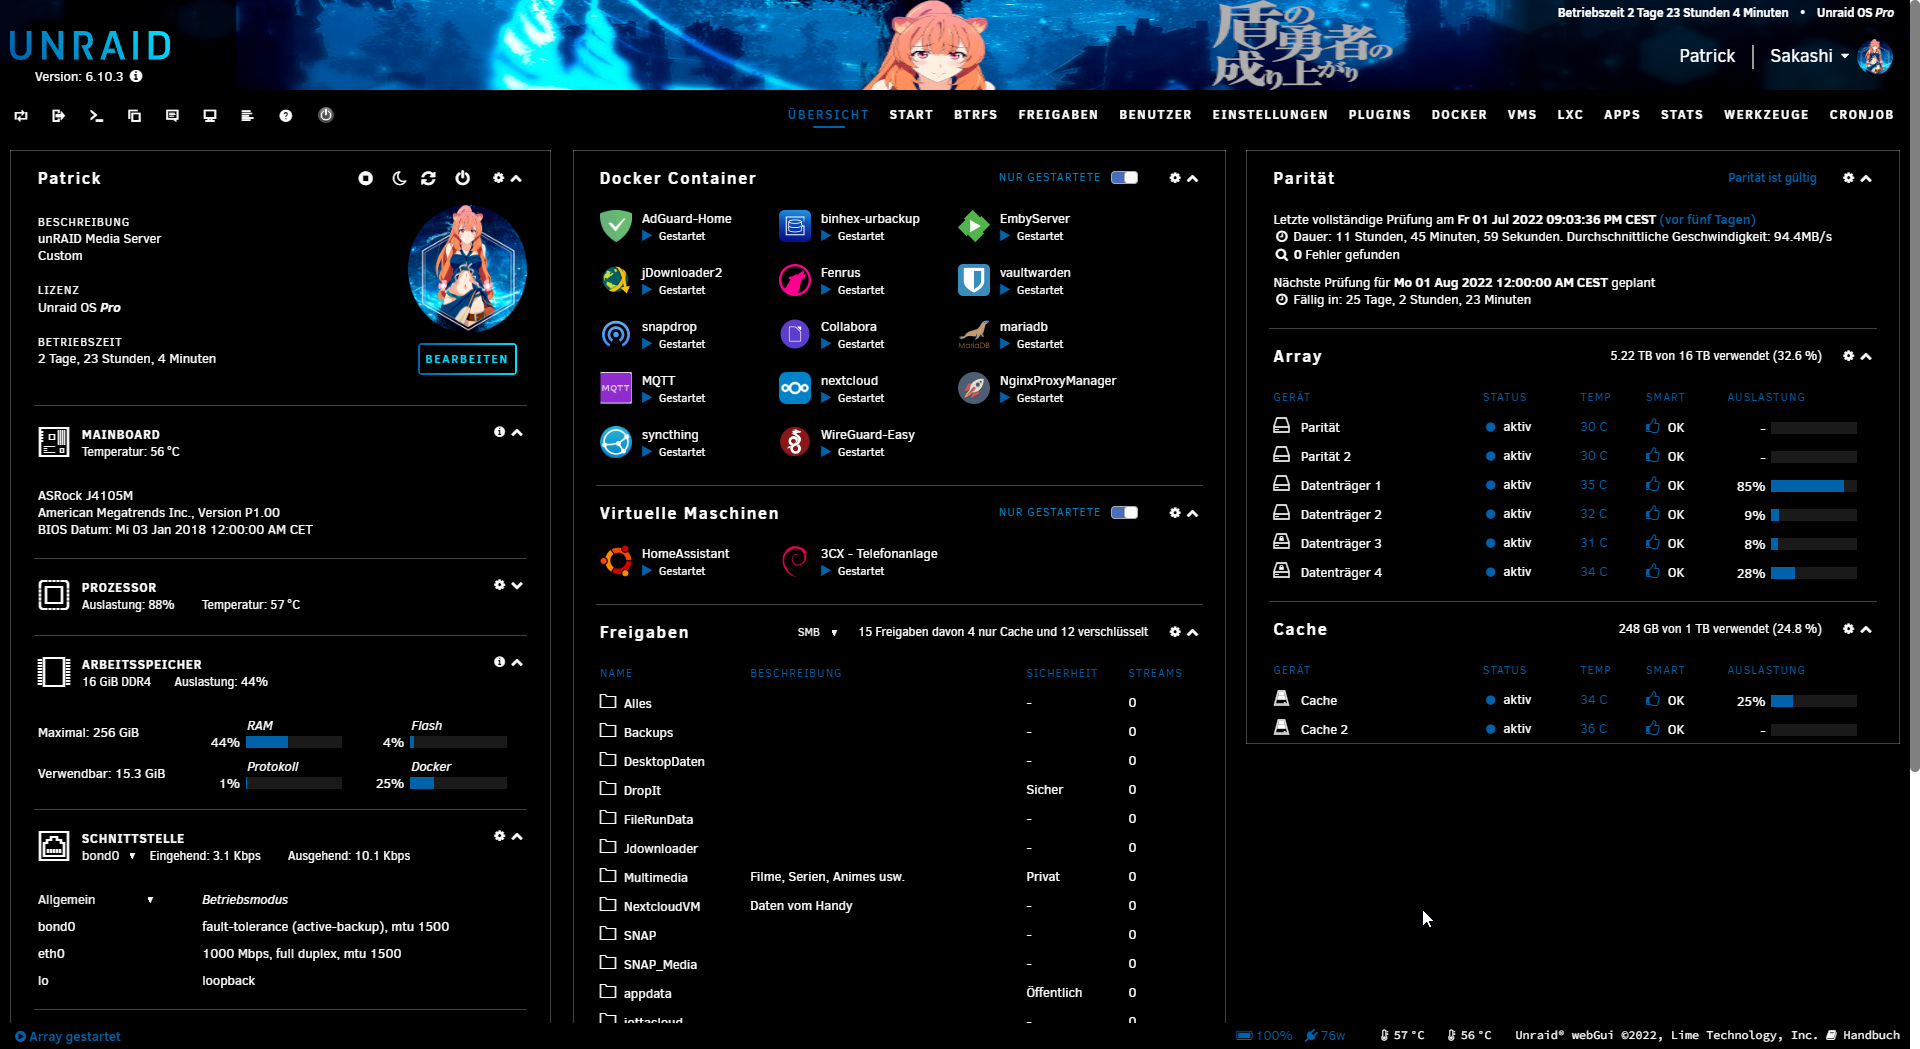 Betriebszeit 2 Tage 23 Stunden 4 Minuten • Unraid OS Pro
UNRAID
Version: 6.10.3
盾の勇者の成り上がり
Patrick | Sakashi
ÜBERSICHT START BTRFS FREIGABEN BENUTZER EINSTELLUNGEN PLUGINS DOCKER VMS LXC APPS STATS WERKZEUGE CRONJOB
Patrick
BESCHREIBUNG
unRAID Media Server
Custom
LIZENZ
Unraid OS Pro
BETRIEBSZEIT
2 Tage, 23 Stunden, 4 Minuten
BEARBEITEN
MAINBOARD
Temperatur: 56 °C
ASRock J4105M
American Megatrends Inc., Version P1.00
BIOS Datum: Mi 03 Jan 2018 12:00:00 AM CET
PROZESSOR
Auslastung: 88% Temperatur: 57 °C
ARBEITSSPEICHER
16 GiB DDR4 Auslastung: 44%
RAM Flash
Maximal: 256 GiB 44% 4%
Protokoll Docker
Verwendbar: 15.3 GiB 1% 25%
SCHNITTSTELLE
bond0 Eingehend: 3.1 Kbps Ausgehend: 10.1 Kbps
Allgemein Betriebsmodus
bond0 fault-tolerance (active-backup), mtu 1500
eth0 1000 Mbps, full duplex, mtu 1500
lo loopback
Docker Container NUR GESTARTETE
AdGuard-Home binhex-urbackup EmbyServer
Gestartet Gestartet Gestartet
jDownloader2 Fenrus vaultwarden
Gestartet Gestartet Gestartet
snapdrop Collabora mariadb
Gestartet Gestartet MariaDB Gestartet
MQTT MQTT nextcloud NginxProxyManager
Gestartet Gestartet Gestartet
syncthing WireGuard-Easy
Gestartet Gestartet
Virtuelle Maschinen NUR GESTARTETE
HomeAssistant 3CX - Telefonanlage
Gestartet Gestartet
Freigaben SMB 15 Freigaben davon 4 nur Cache und 12 verschlüsselt
NAME BESCHREIBUNG SICHERHEIT STREAMS
Alles - 0
Backups - 0
DesktopDaten - 0
DropIt Sicher 0
FileRunData - 0
Jdownloader - 0
Multimedia Filme, Serien, Animes usw. Privat 0
NextcloudVM Daten vom Handy - 0
SNAP - 0
SNAP_Media - 0
appdata Öffentlich 0
jottacloud - 0
Parität Parität ist gültig
Letzte vollständige Prüfung am Fr 01 Jul 2022 09:03:36 PM CEST (vor fünf Tagen)
Dauer: 11 Stunden, 45 Minuten, 59 Sekunden. Durchschnittliche Geschwindigkeit: 94.4MB/s
0 Fehler gefunden
Nächste Prüfung für Mo 01 Aug 2022 12:00:00 AM CEST geplant
Fällig in: 25 Tage, 2 Stunden, 23 Minuten
Array 5.22 TB von 16 TB verwendet (32.6 %)
GERÄT STATUS TEMP SMART AUSLASTUNG
Parität aktiv 30 C OK -
Parität 2 aktiv 30 C OK -
Datenträger 1 aktiv 35 C OK 85%
Datenträger 2 aktiv 32 C OK 9%
Datenträger 3 aktiv 31 C OK 8%
Datenträger 4 aktiv 34 C OK 28%
Cache 248 GB von 1 TB verwendet (24.8 %)
GERÄT STATUS TEMP SMART AUSLASTUNG
Cache aktiv 34 C OK 25%
Cache 2 aktiv 36 C OK -
Array gestartet 100% 76w 57 °C 56 °C Unraid® webGui ©2022, Lime Technology, Inc. Handbuch